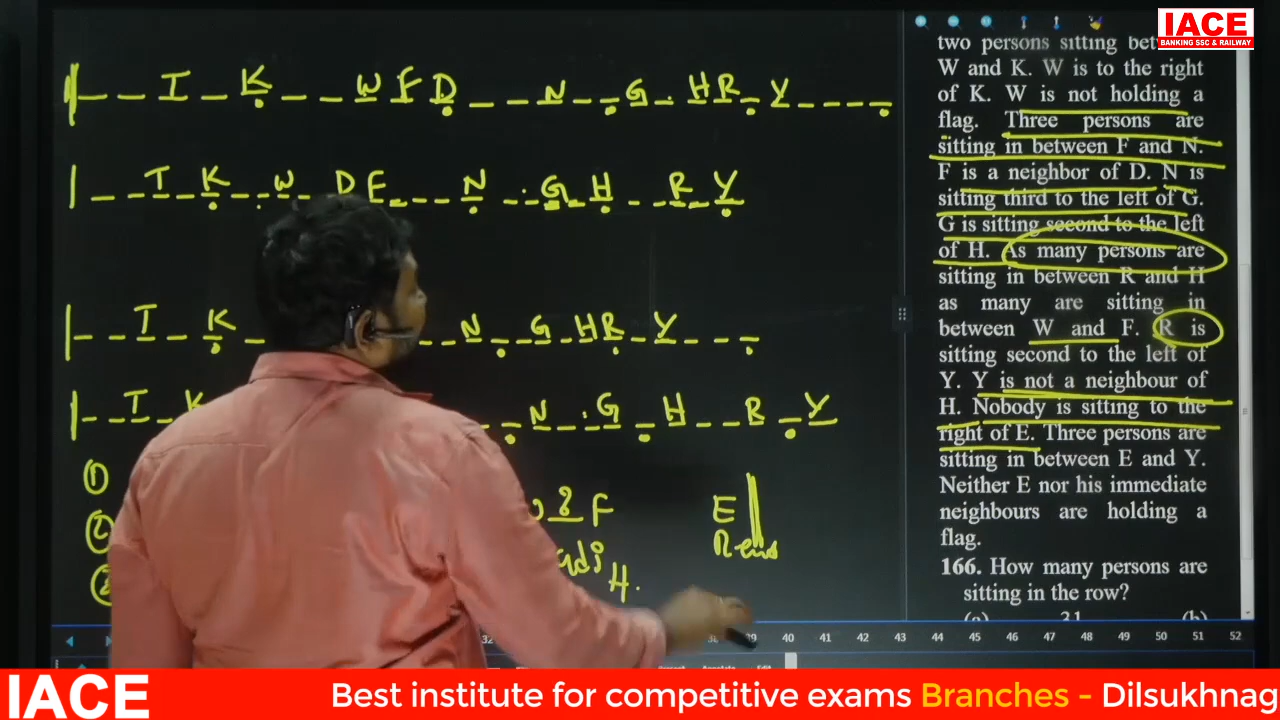 IACE
BANKING SSC & RAILWAY
two persons sitting
W and K. W is to the right
of K. W is not holding a
flag. Three persons are
sitting in between F and N.
F is a neighbor of D. N is
sitting third to the left of G.
G is sitting second to the left
of H. As many persons are
sitting in between R and H
as many are sitting in
between W and F. R is
sitting second to the left of
Y. Y is not a neighbour of
H. Nobody is sitting to the
right of E. Three persons are
sitting in between E and Y.
Neither E nor his immediate
neighbours are holding a
flag.
166. How many persons are
sitting in the row?
T K W F D N G H R Y
T K W D F N G H R Y
T K N G H R Y
T K N G H R Y
①
②
F
E
H.
39 40 41 42 43 44 45 46 47 48 49 50 51 52
IACE Best institute for competitive exams Branches - Dilsukhnag